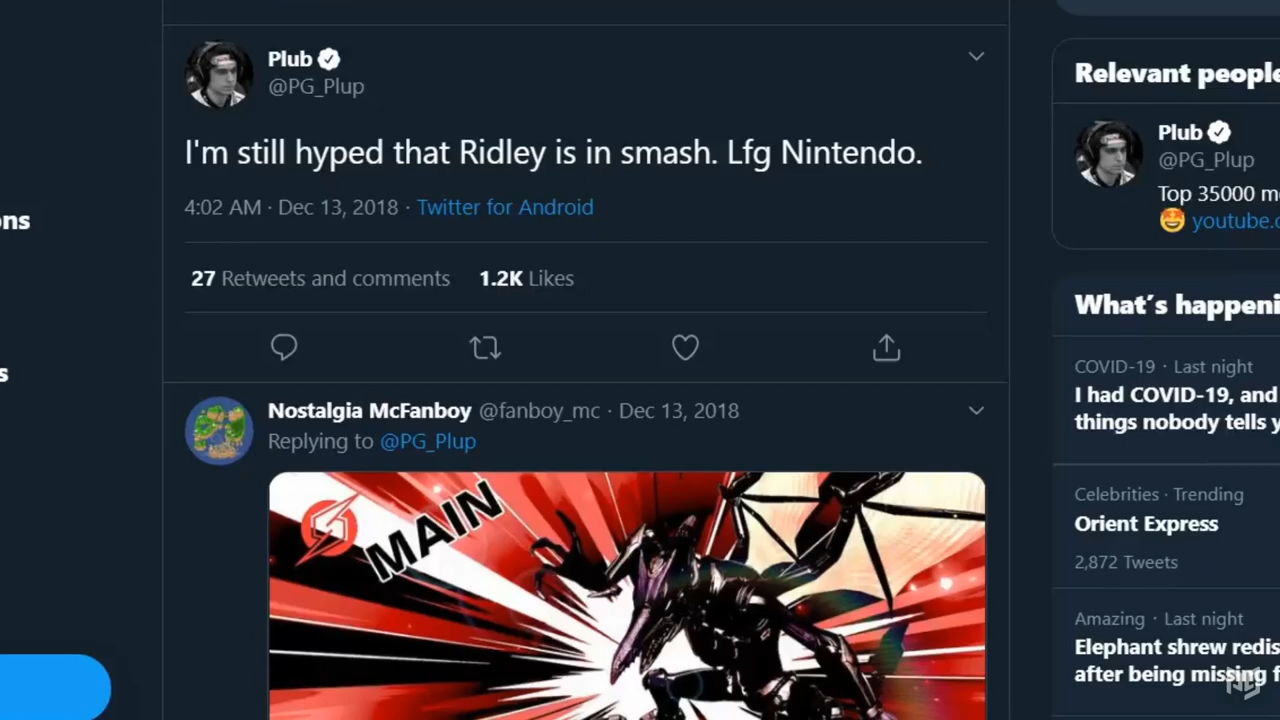 Plub
@PG_Plup
I'm still hyped that Ridley is in smash. Lfg Nintendo.
4:02 AM · Dec 13, 2018 · Twitter for Android
27 Retweets and comments 1.2K Likes
Nostalgia McFanboy @fanboy_mc · Dec 13, 2018
Replying to @PG_Plup
MAIN
ons
s
Relevant people
Plub
@PG_Plup
Top 35000 m
youtube.c
What's happeni
COVID-19 · Last night
I had COVID-19, and
things nobody tells y
Celebrities · Trending
Orient Express
2,872 Tweets
Amazing · Last night
Elephant shrew redis
after being missing f